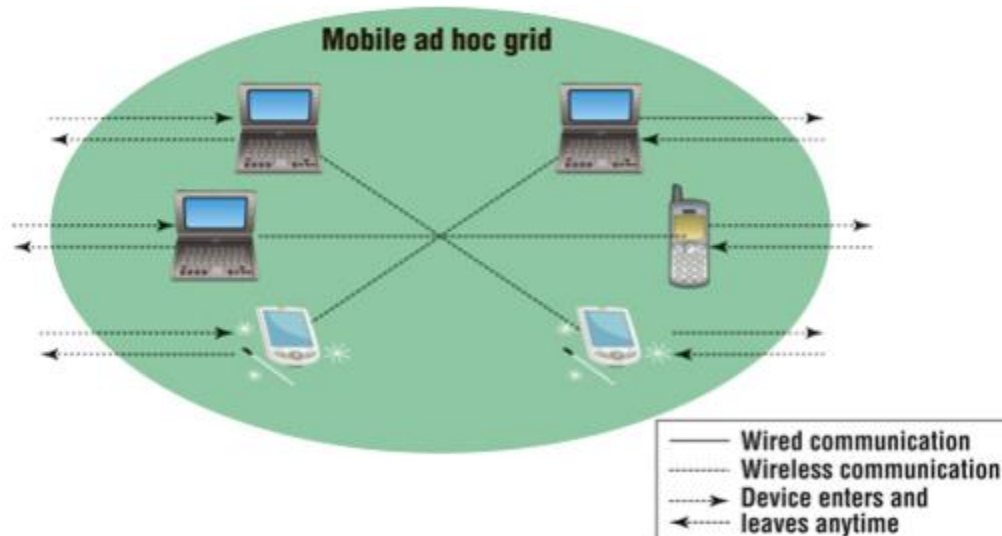 Mobile ad hoc grid
Wired communication
Wireless communication
Device enters and
leaves anytime